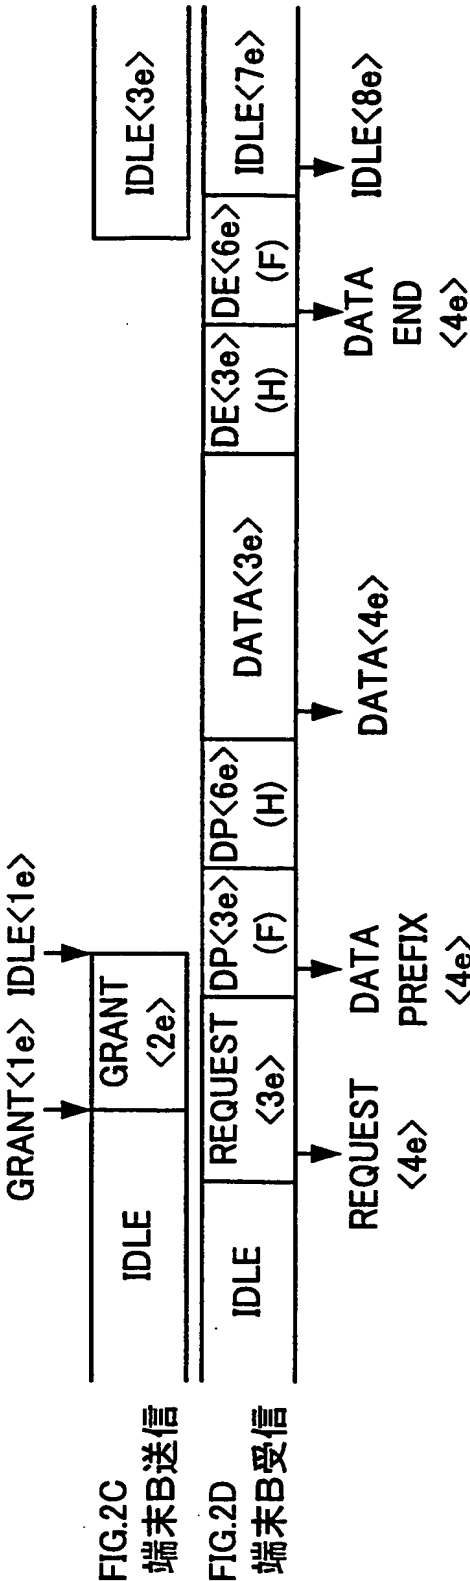 GRANT<1e> IDLE<1e>
FIG.2C
端末B送信
IDLE
GRANT
<2e>
IDLE<3e>
FIG.2D
端末B受信
IDLE
REQUEST
<3e>
DP<3e>
(F)
DP<6e>
(H)
DATA<3e>
DE<3e>
(H)
DE<6e>
(F)
IDLE<7e>
REQUEST
<4e>
DATA
PREFIX
<4e>
DATA<4e>
DATA
END
<4e>
IDLE<8e>